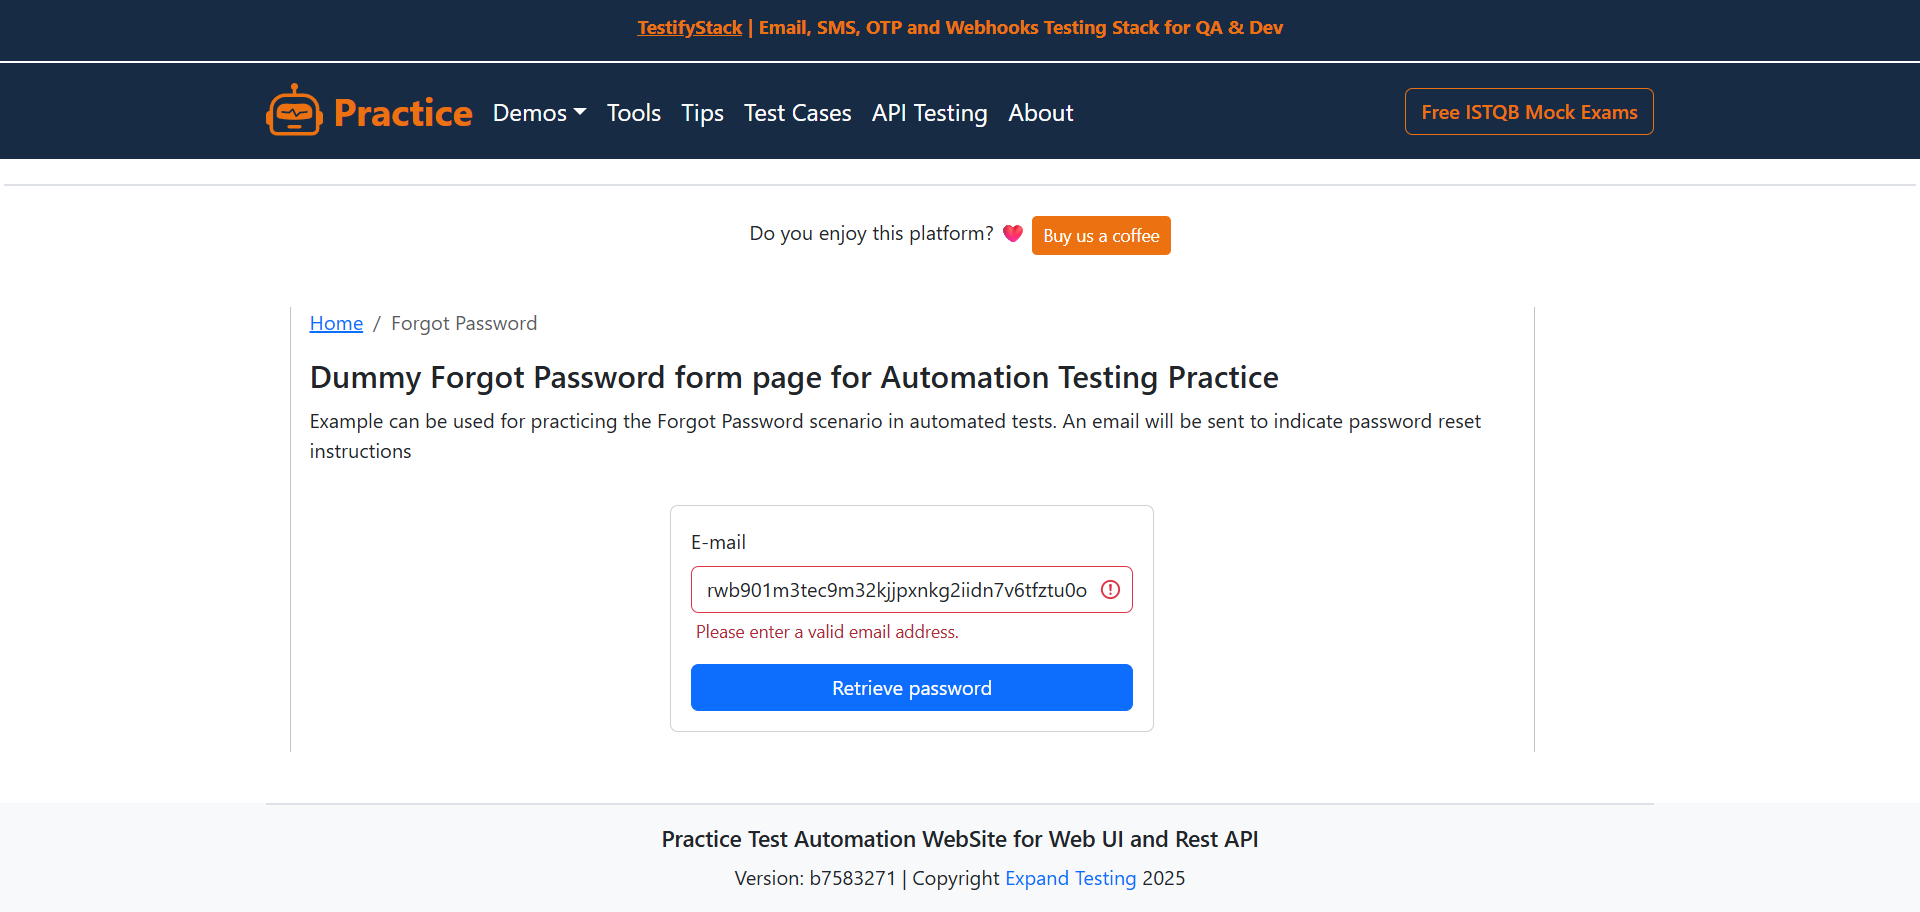 TestifyStack | Email, SMS, OTP and Webhooks Testing Stack for QA & Dev
Practice Demos Tools Tips Test Cases API Testing About Free ISTQB Mock Exams
Do you enjoy this platform? Buy us a coffee
Home / Forgot Password
Dummy Forgot Password form page for Automation Testing Practice
Example can be used for practicing the Forgot Password scenario in automated tests. An email will be sent to indicate password reset
instructions
E-mail
rwb901m3tec9m32kjjpxnkg2iidn7v6tfztu0o
Please enter a valid email address.
Retrieve password
Practice Test Automation WebSite for Web UI and Rest API
Version: b7583271 | Copyright Expand Testing 2025